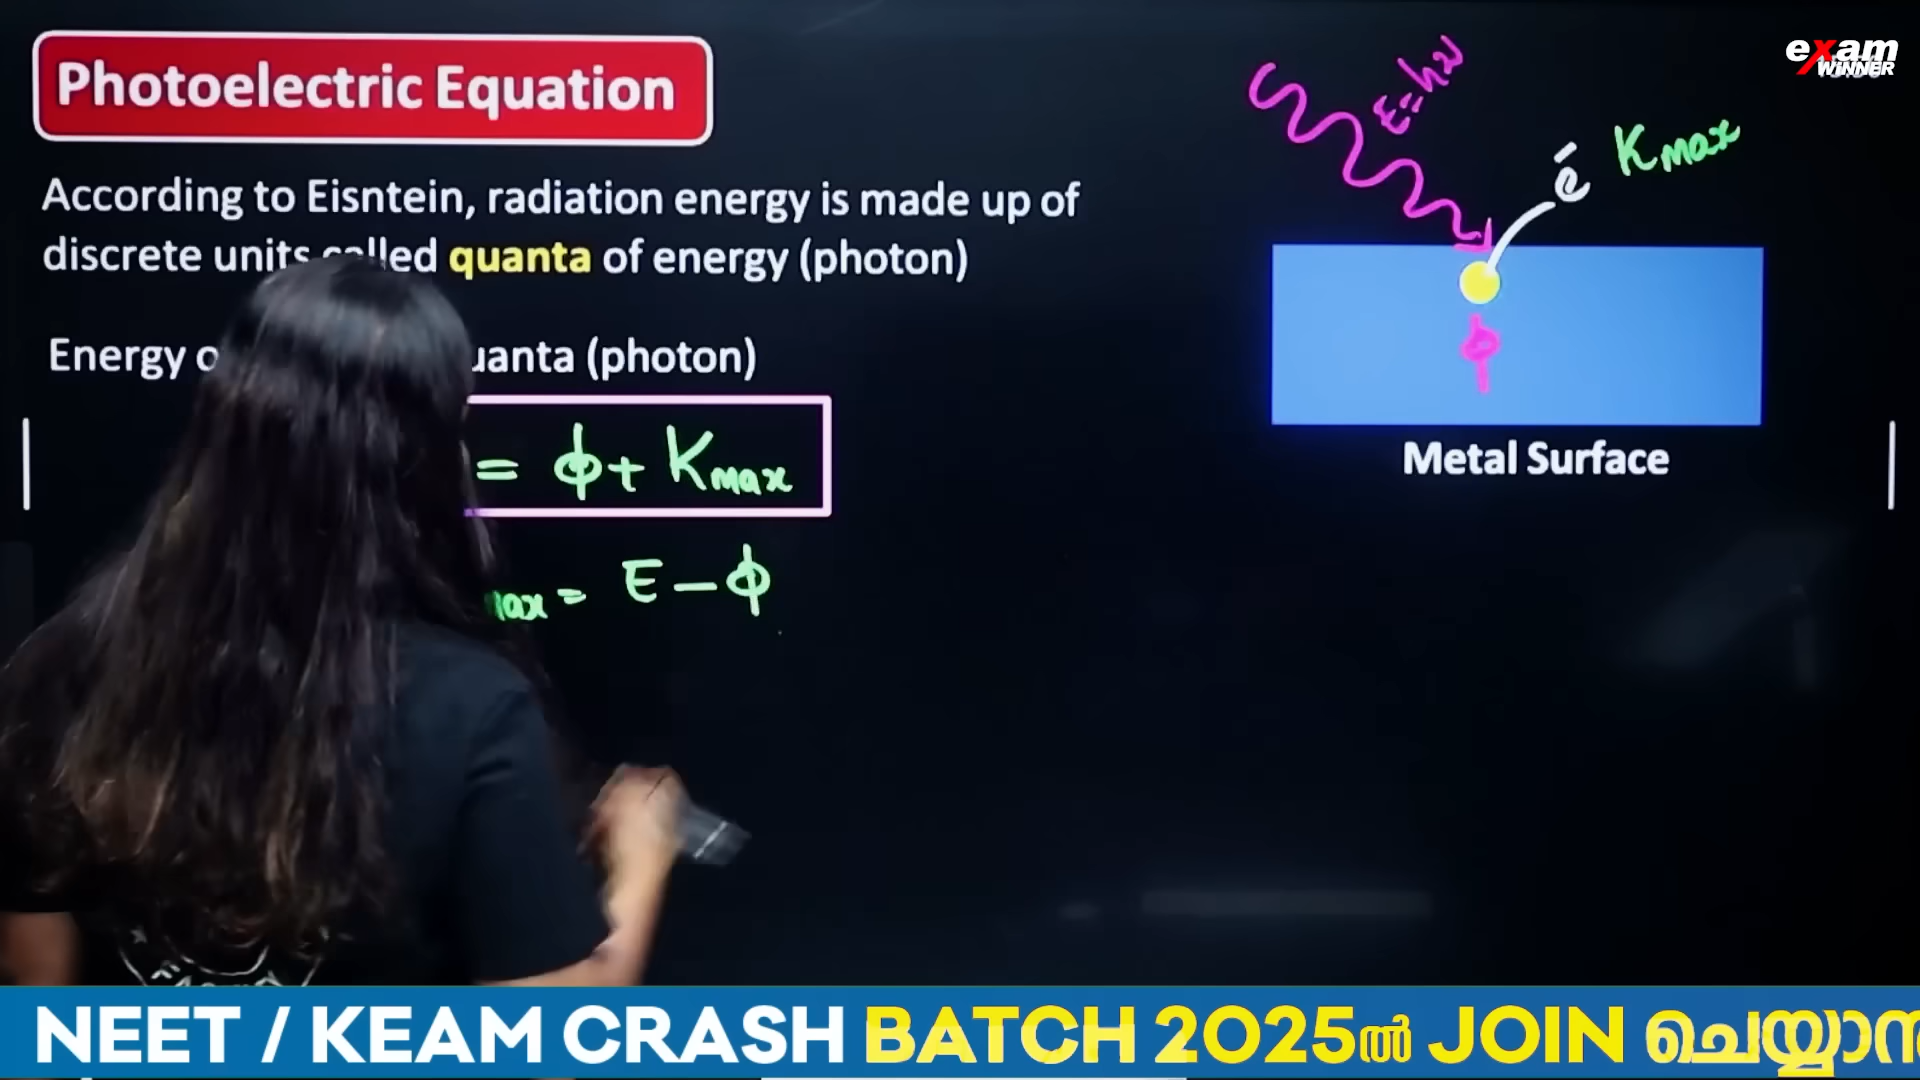 Photoelectric Equation
exam
WINNER
E=hν
e⁻ Kmax
According to Eisntein, radiation energy is made up of
discrete units called quanta of energy (photon)
Energy uanta (photon)
= ϕ + Kmax
ϕ
Metal Surface
max = E – ϕ
NEET / KEAM CRASH BATCH 2025ൽ JOIN ചെയ്യാൻ